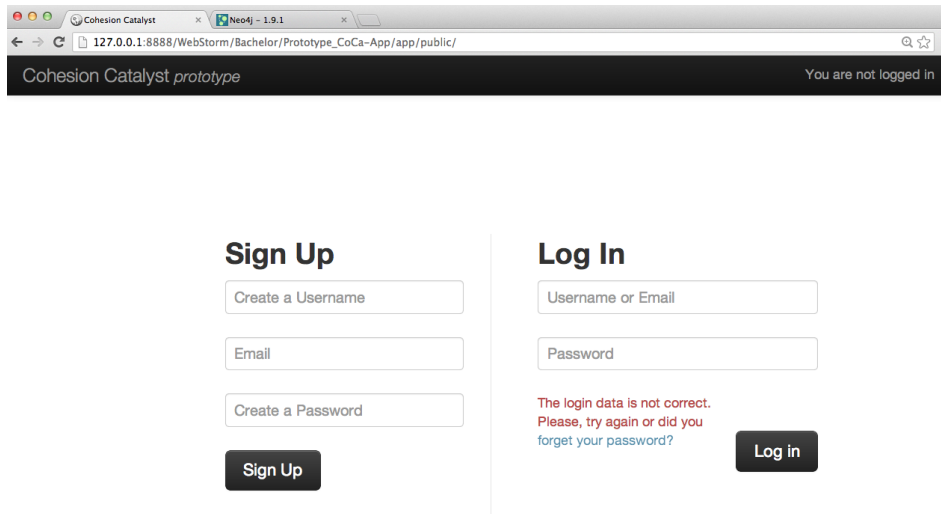 Cohesion Catalyst
Neo4j - 1.9.1
127.0.0.1:8888/WebStorm/Bachelor/Prototype_CoCa-App/app/public/
Cohesion Catalyst prototype
You are not logged in
Sign Up
Create a Username
Email
Create a Password
Sign Up
Log In
Username or Email
Password
The login data is not correct.
Please, try again or did you
forget your password?
Log in